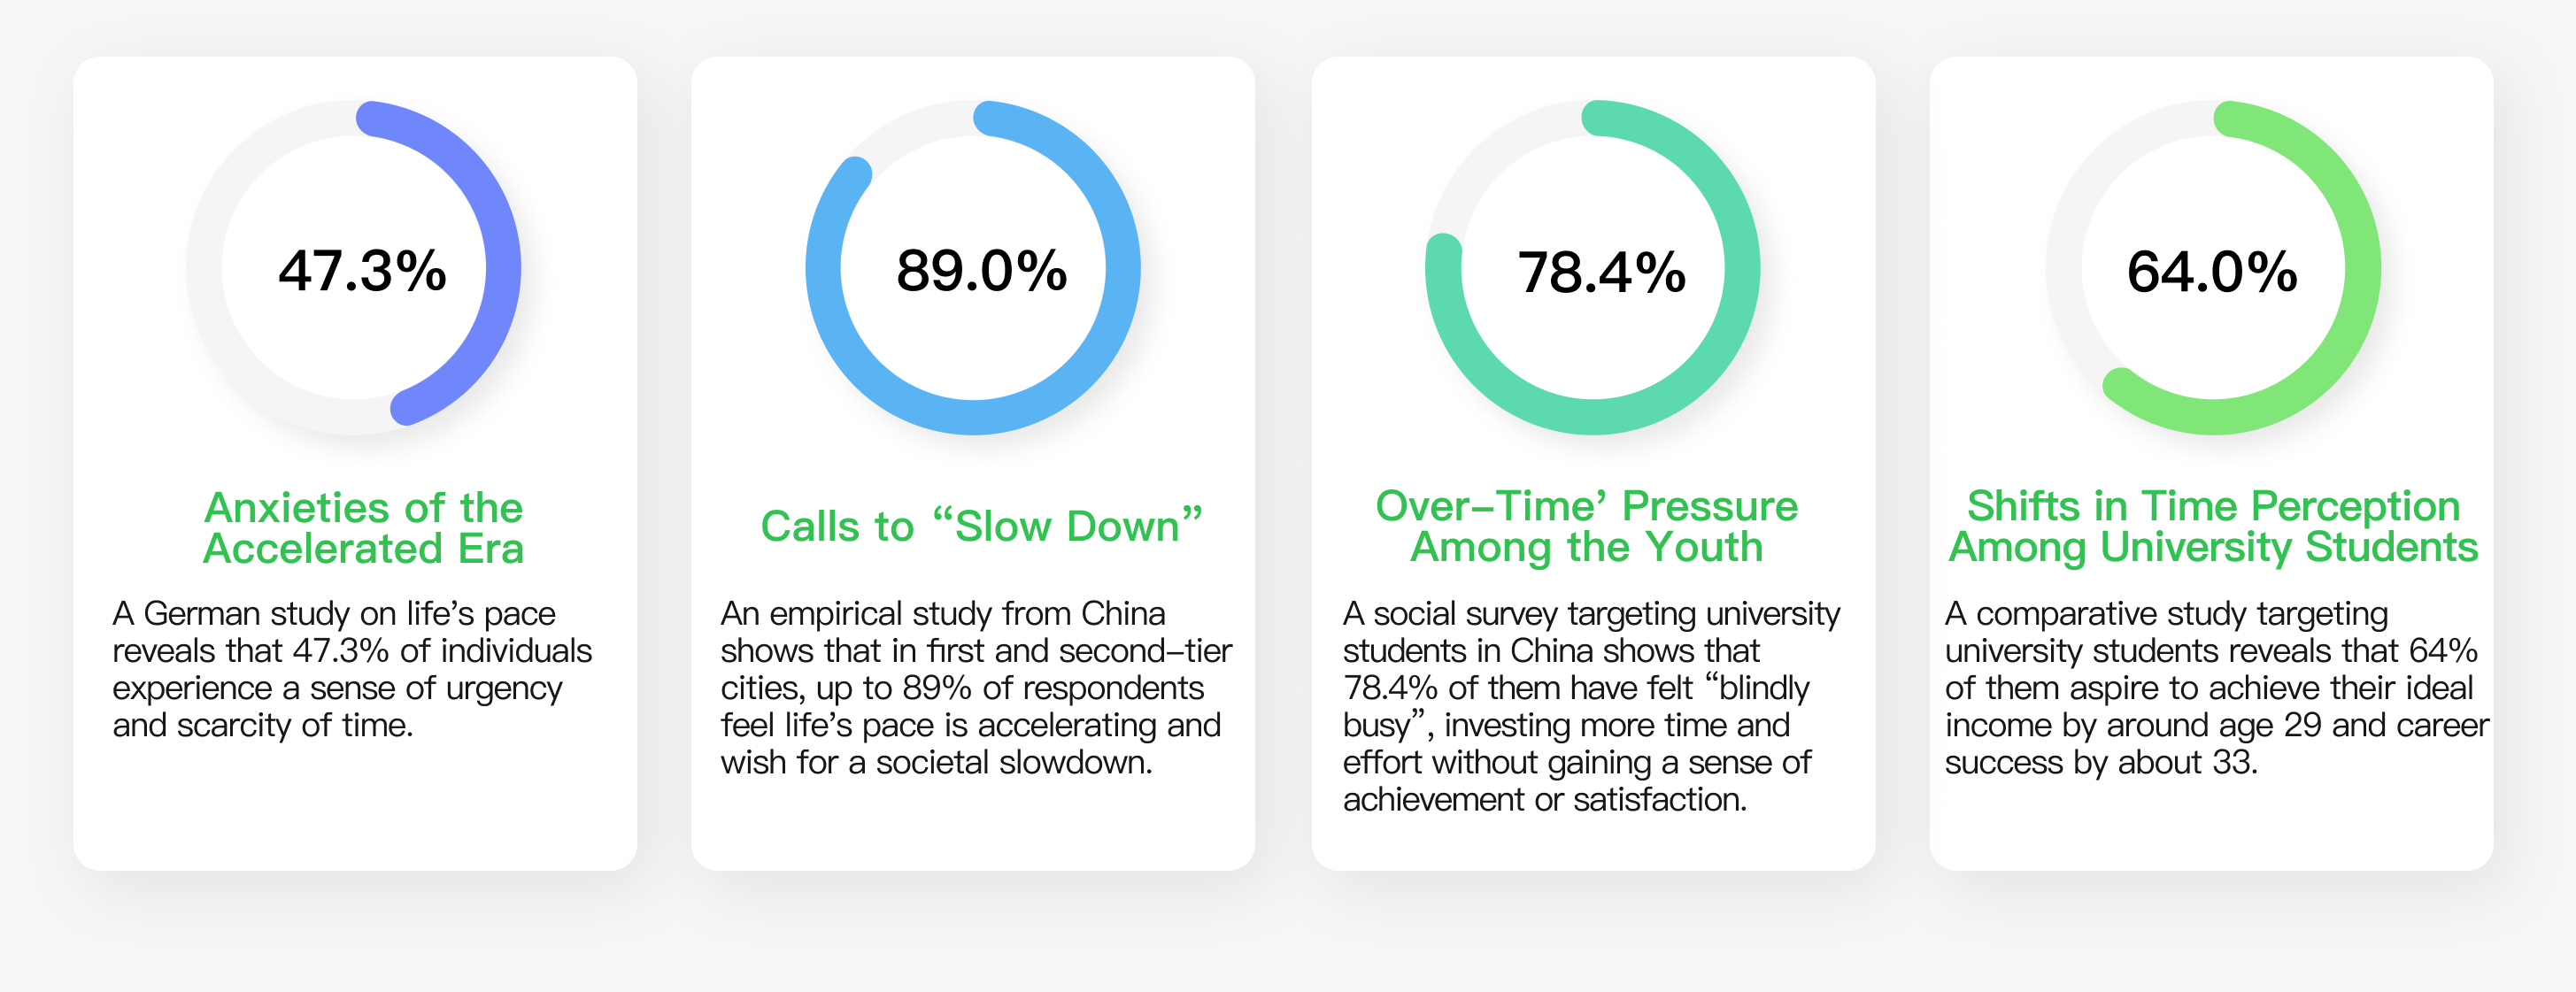 47.3%
Anxieties of the
Accelerated Era
A German study on life’s pace
reveals that 47.3% of individuals
experience a sense of urgency
and scarcity of time.
89.0%
Calls to “Slow Down”
An empirical study from China
shows that in first and second–tier
cities, up to 89% of respondents
feel life’s pace is accelerating and
wish for a societal slowdown.
78.4%
Over–Time’ Pressure
Among the Youth
A social survey targeting university
students in China shows that
78.4% of them have felt “blindly
busy”, investing more time and
effort without gaining a sense of
achievement or satisfaction.
64.0%
Shifts in Time Perception
Among University Students
A comparative study targeting
university students reveals that 64%
of them aspire to achieve their ideal
income by around age 29 and career
success by about 33.